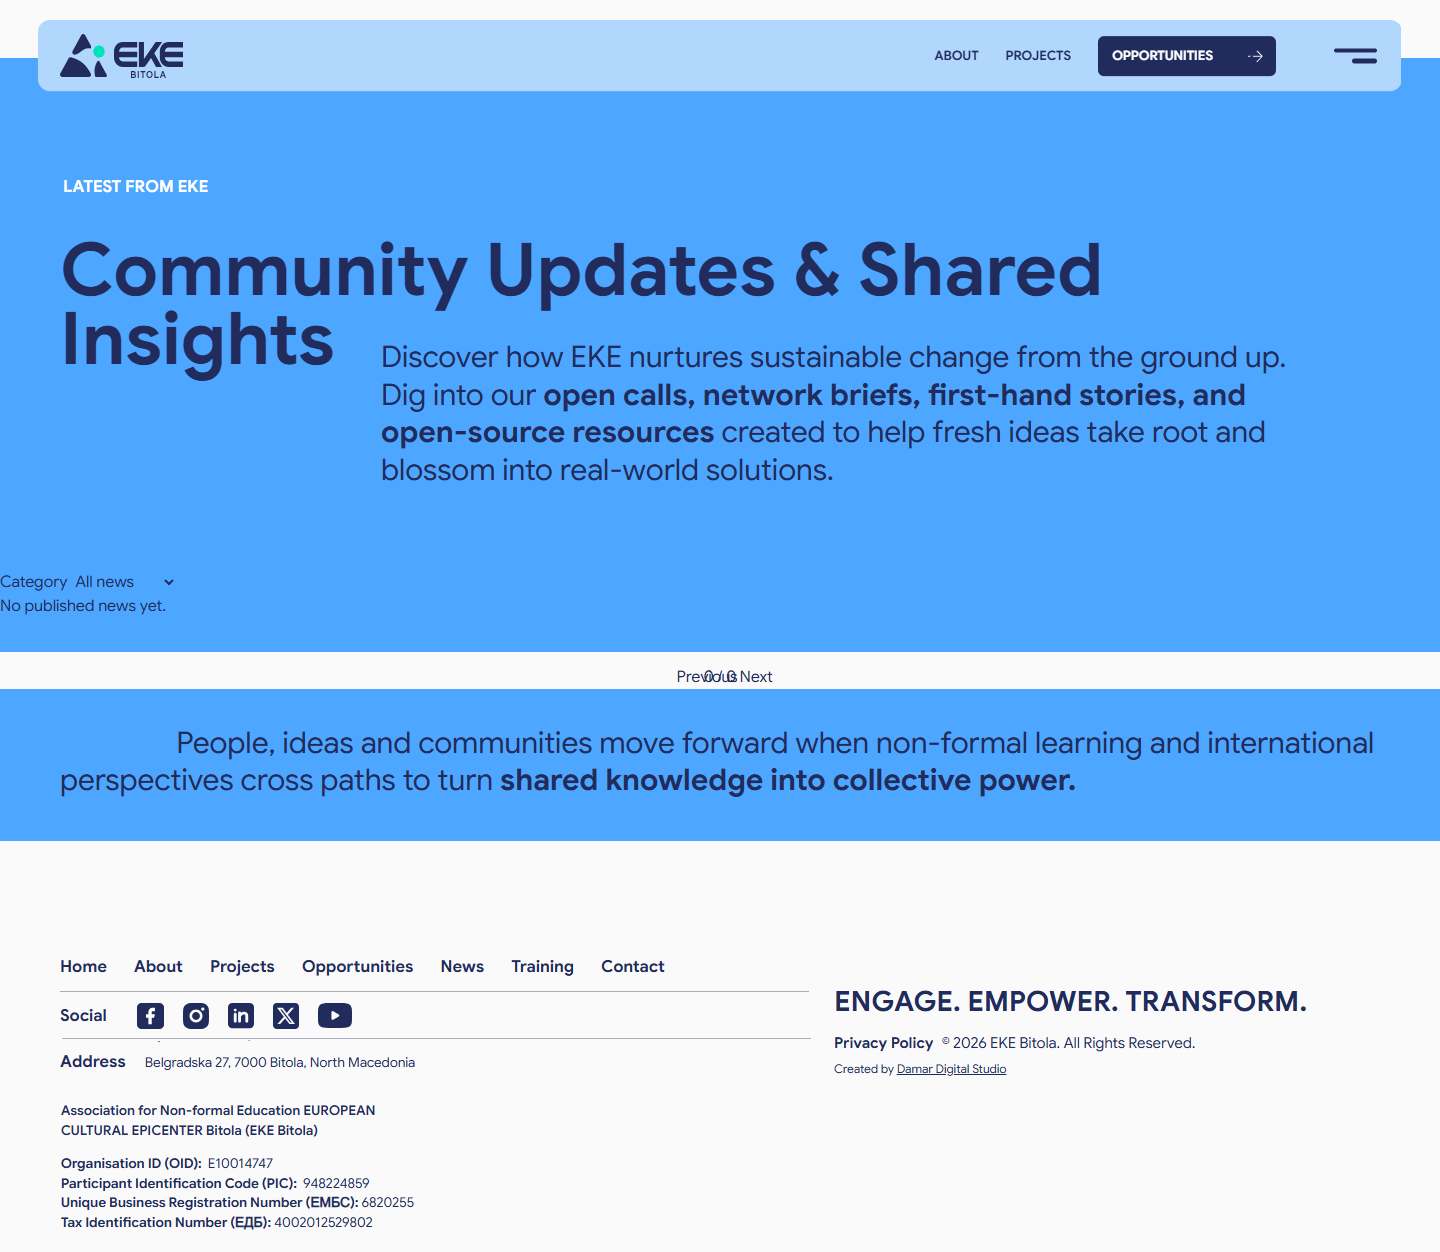 EKE
BITOLA
ABOUT
PROJECTS
OPPORTUNITIES
LATEST FROM EKE
Community Updates & Shared
Insights
Discover how EKE nurtures sustainable change from the ground up.
Dig into our open calls, network briefs, first-hand stories, and
open-source resources created to help fresh ideas take root and
blossom into real-world solutions.
Category All news
No published news yet.
Previous 0 / 0 Next
People, ideas and communities move forward when non-formal learning and international
perspectives cross paths to turn shared knowledge into collective power.
Home About Projects Opportunities News Training Contact
Social
Address Belgradska 27, 7000 Bitola, North Macedonia
Association for Non-formal Education EUROPEAN
CULTURAL EPICENTER Bitola (EKE Bitola)
Organisation ID (OID): E10014747
Participant Identification Code (PIC): 948224859
Unique Business Registration Number (ЕМБС): 6820255
Tax Identification Number (ЕДБ): 4002012529802
ENGAGE. EMPOWER. TRANSFORM.
Privacy Policy © 2026 EKE Bitola. All Rights Reserved.
Created by Damar Digital Studio